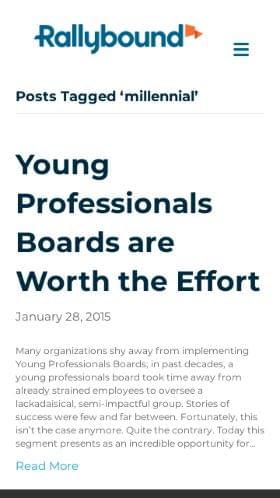 Rallybound
Posts Tagged ‘millennial’
Young
Professionals
Boards are
Worth the Effort
January 28, 2015
Many organizations shy away from implementing
Young Professionals Boards; in past decades, a
young professionals board took time away from
already strained employees to oversee a
lackadaisical, semi-impactful group. Stories of
success were few and far between. Fortunately, this
isn’t the case anymore. Quite the contrary. Today this
segment presents as an incredible opportunity for...
Read More